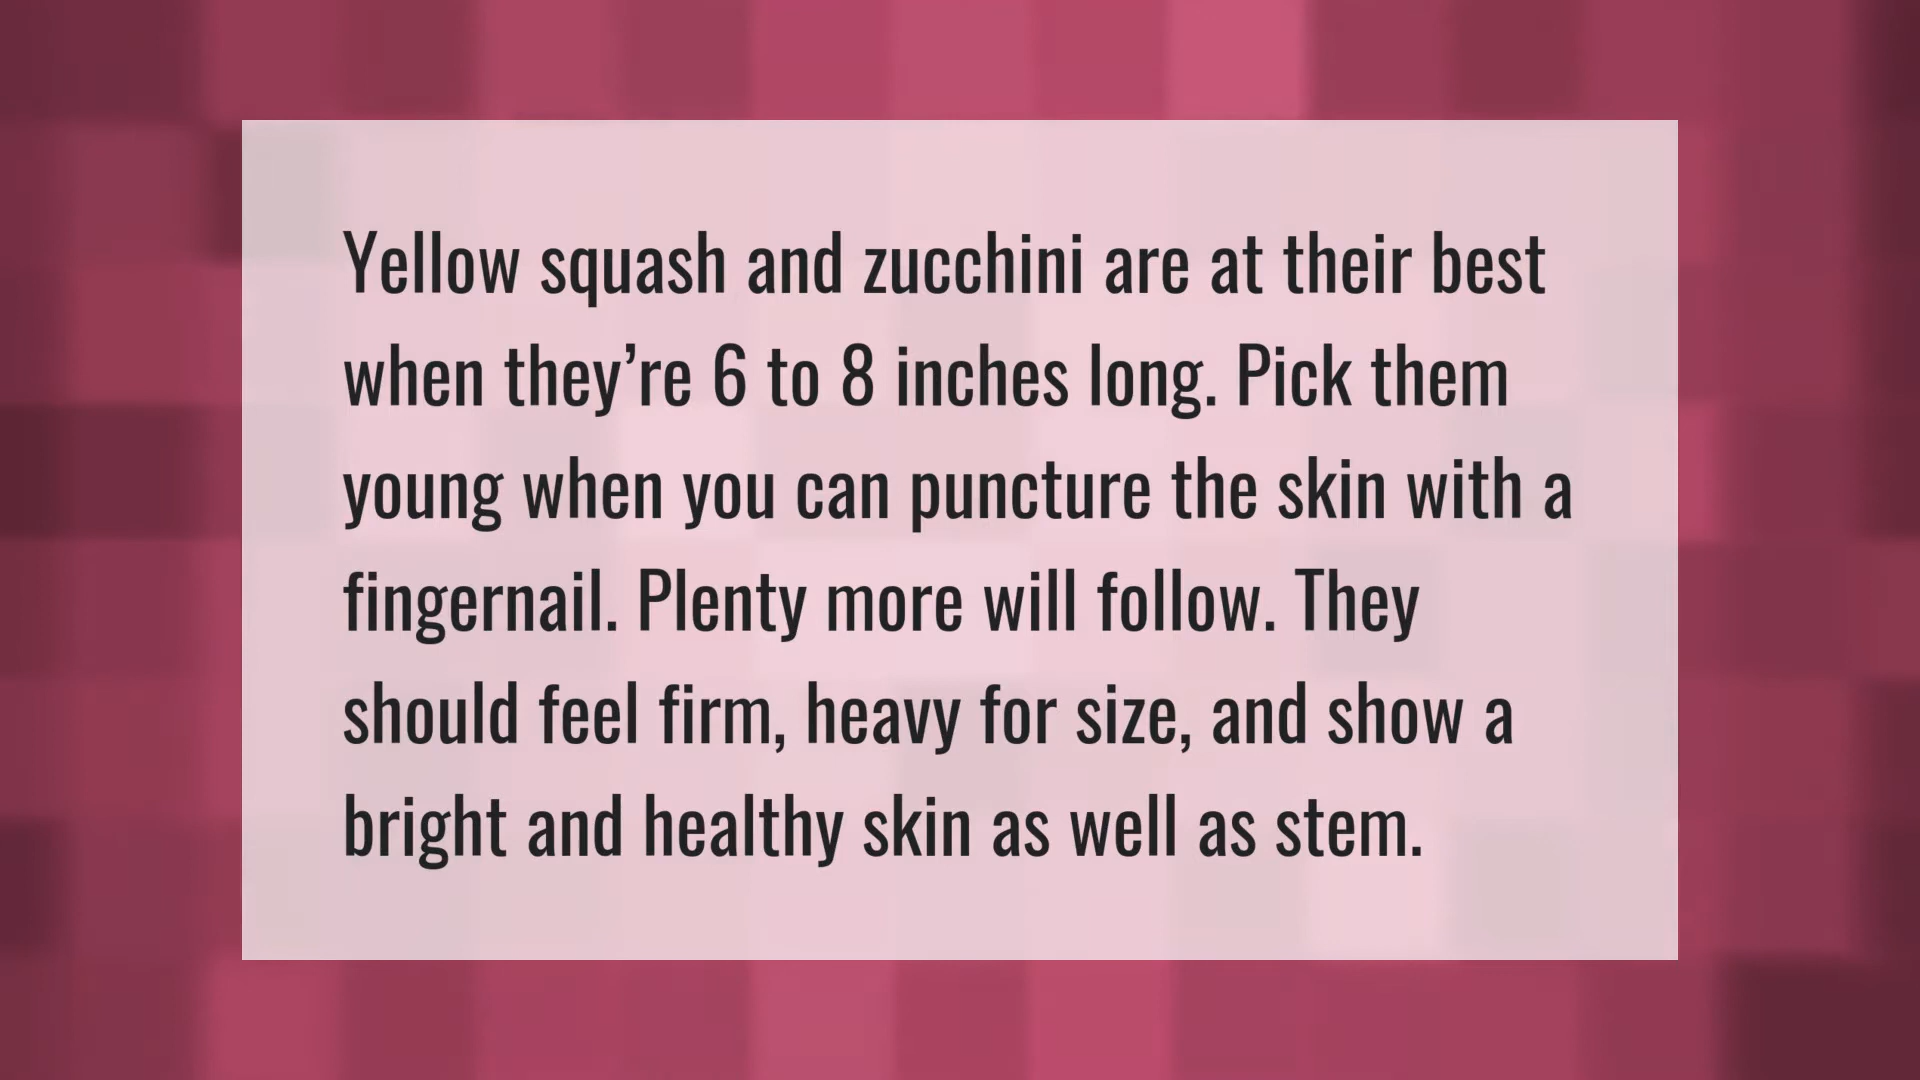 Yellow squash and zucchini are at their best
when they’re 6 to 8 inches long. Pick them
young when you can puncture the skin with a
fingernail. Plenty more will follow. They
should feel firm, heavy for size, and show a
bright and healthy skin as well as stem.